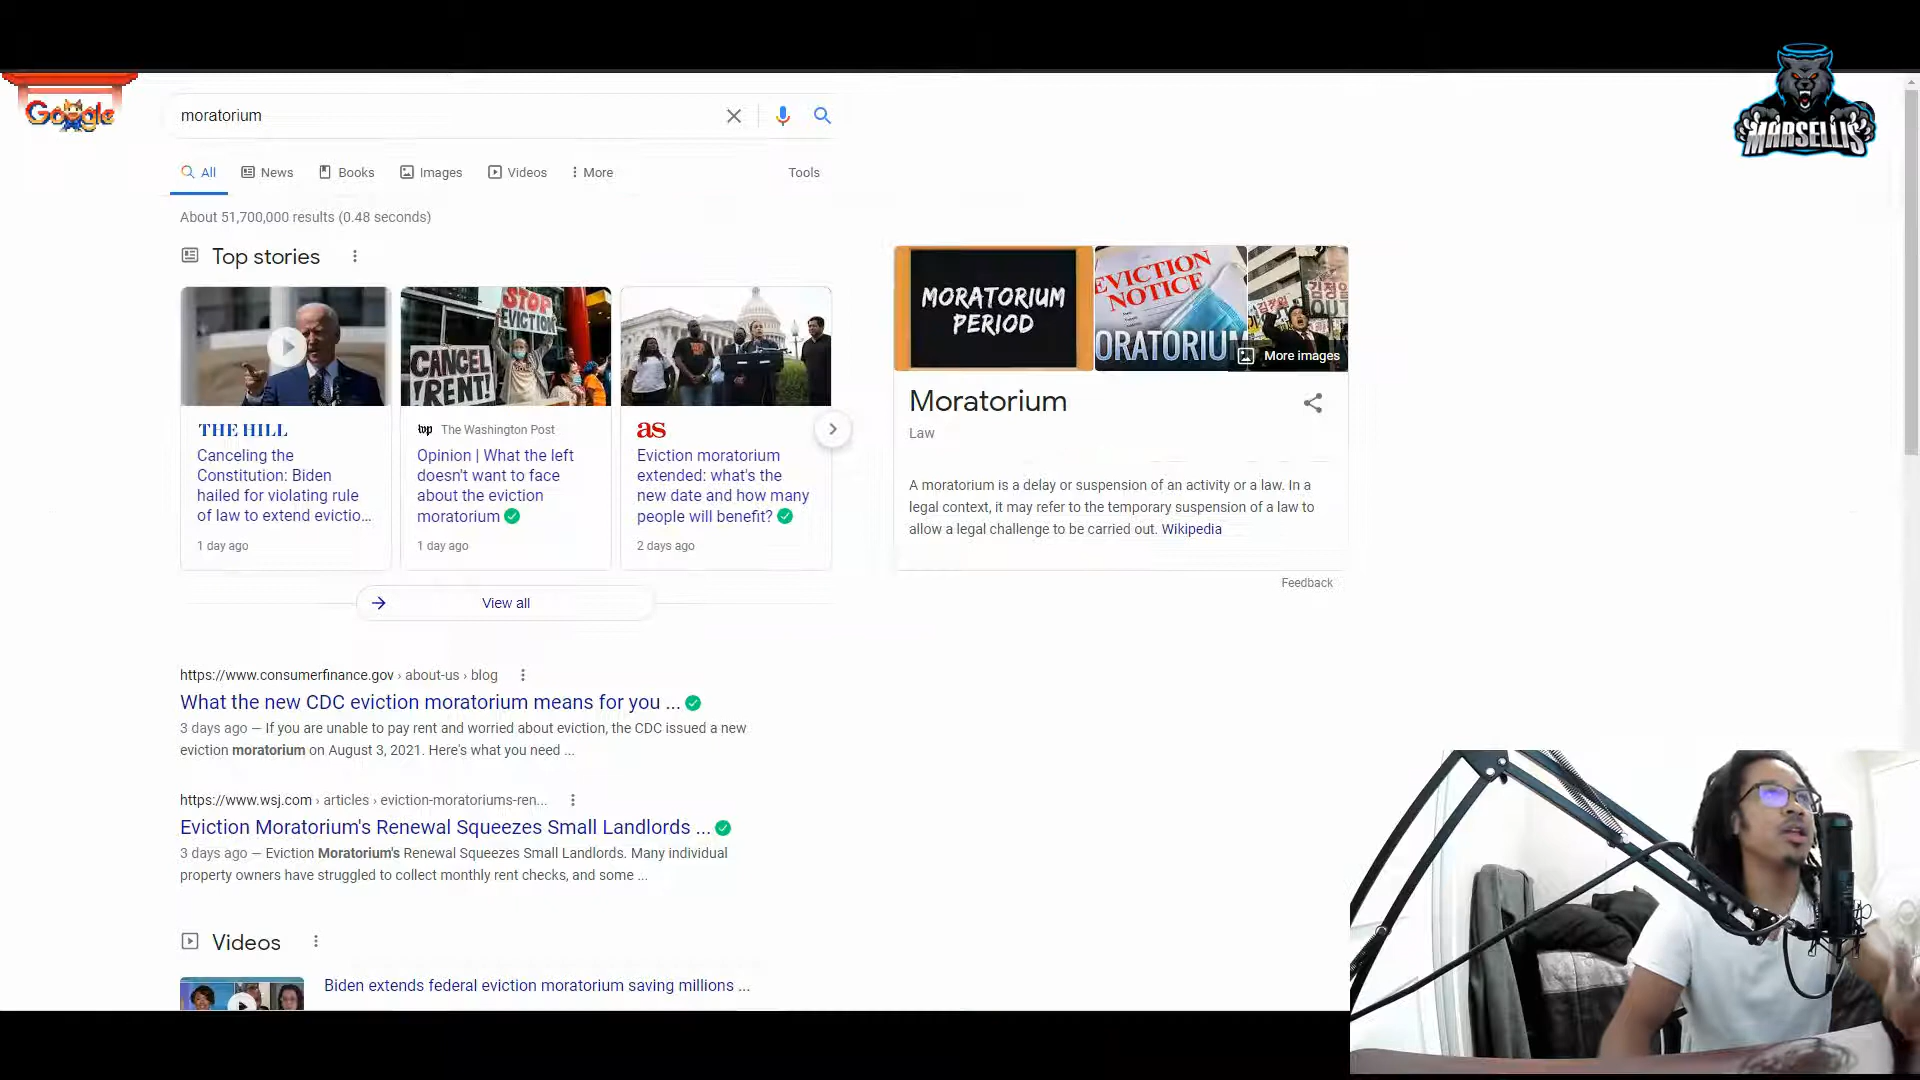 Google
moratorium
MARSELLIS
All
News
Books
Images
Videos
More
Tools
About 51,700,000 results (0.48 seconds)
Top stories
STOP
EVICTION
CANCEL
RENT!
THE HILL
Canceling the
Constitution: Biden
hailed for violating rule
of law to extend evictio...
1 day ago
wp The Washington Post
Opinion | What the left
doesn't want to face
about the eviction
moratorium
1 day ago
as
Eviction moratorium
extended: what's the
new date and how many
people will benefit?
2 days ago
View all
MORATORIUM
PERIOD
EVICTION
NOTICE
ORATORIUM
김정일
OUT
More images
Moratorium
Law
A moratorium is a delay or suspension of an activity or a law. In a
legal context, it may refer to the temporary suspension of a law to
allow a legal challenge to be carried out. Wikipedia
Feedback
https://www.consumerfinance.gov › about-us › blog
What the new CDC eviction moratorium means for you ...
3 days ago — If you are unable to pay rent and worried about eviction, the CDC issued a new
eviction moratorium on August 3, 2021. Here's what you need ...
https://www.wsj.com › articles › eviction-moratoriums-ren...
Eviction Moratorium's Renewal Squeezes Small Landlords ...
3 days ago — Eviction Moratorium's Renewal Squeezes Small Landlords. Many individual
property owners have struggled to collect monthly rent checks, and some ...
Videos
Biden extends federal eviction moratorium saving millions ...